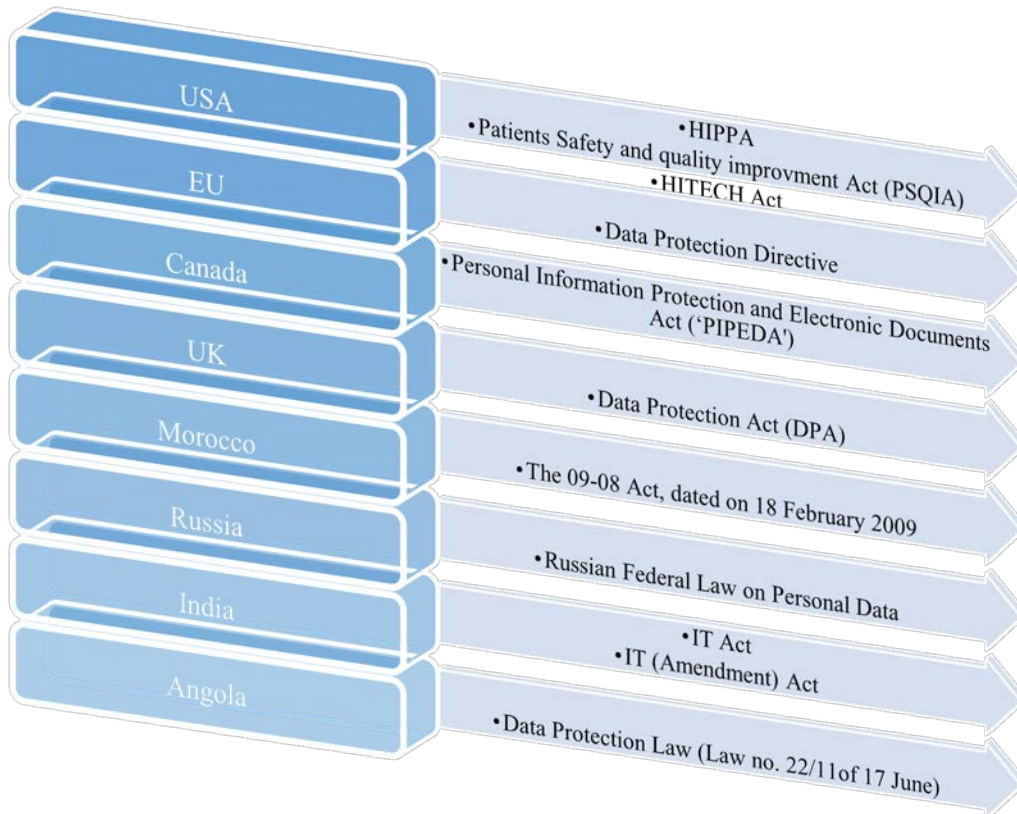 USA
•HIPPA
•Patients Safety and quality improvment Act (PSQIA)
•HITECH Act
EU
•Data Protection Directive
Canada
•Personal Information Protection and Electronic Documents
Act (‘PIPEDA')
UK
•Data Protection Act (DPA)
Morocco
•The 09-08 Act, dated on 18 February 2009
Russia
•Russian Federal Law on Personal Data
India
•IT Act
•IT (Amendment) Act
Angola
•Data Protection Law (Law no. 22/11of 17 June)